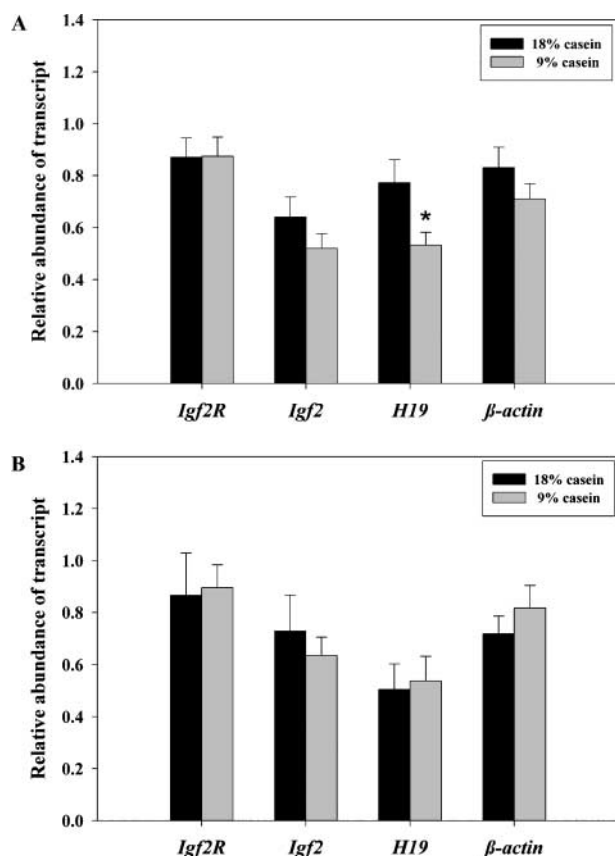 A
1.4
1.2
1.0
0.8
0.6
0.4
0.2
0.0
Relative abundance of transcript
18% casein
9% casein
*
Igf2R Igf2 H19 β-actin
B
1.4
1.2
1.0
0.8
0.6
0.4
0.2
0.0
Relative abundance of transcript
18% casein
9% casein
Igf2R Igf2 H19 β-actin